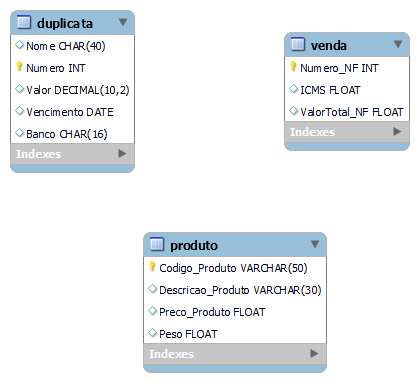 duplicata
Nome CHAR(40)
Numero INT
Valor DECIMAL(10,2)
Vencimento DATE
Banco CHAR(16)
Indexes
venda
Numero_NF INT
ICMS FLOAT
ValorTotal_NF FLOAT
Indexes
produto
Codigo_Produto VARCHAR(50)
Descricao_Produto VARCHAR(30)
Preco_Produto FLOAT
Peso FLOAT
Indexes